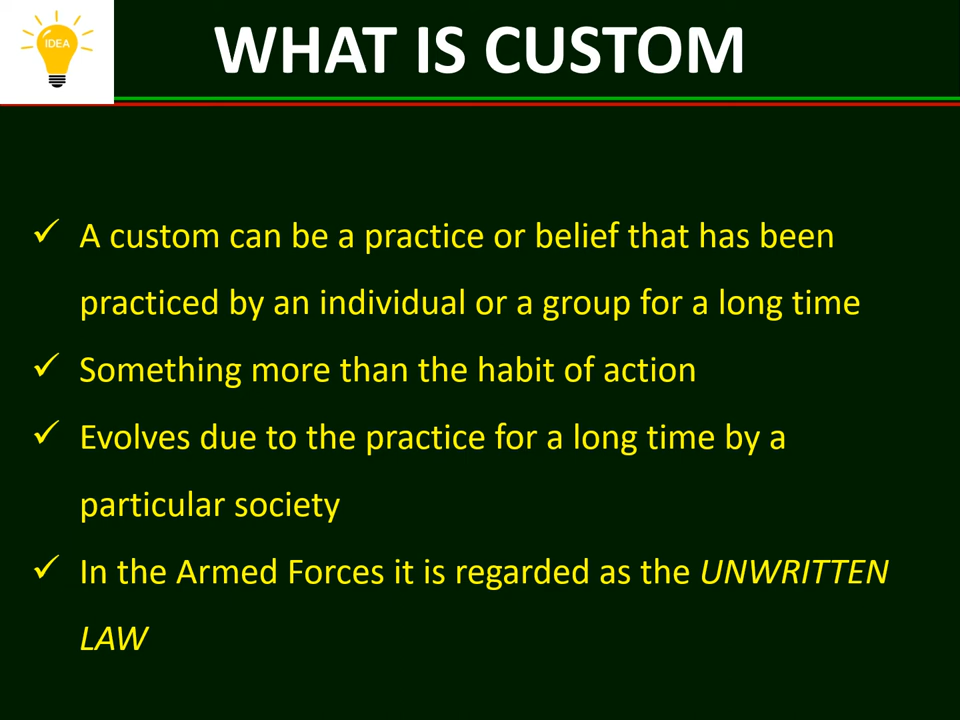 IDEA
WHAT IS CUSTOM
✓ A custom can be a practice or belief that has been
practiced by an individual or a group for a long time
✓ Something more than the habit of action
✓ Evolves due to the practice for a long time by a
particular society
✓ In the Armed Forces it is regarded as the UNWRITTEN
LAW